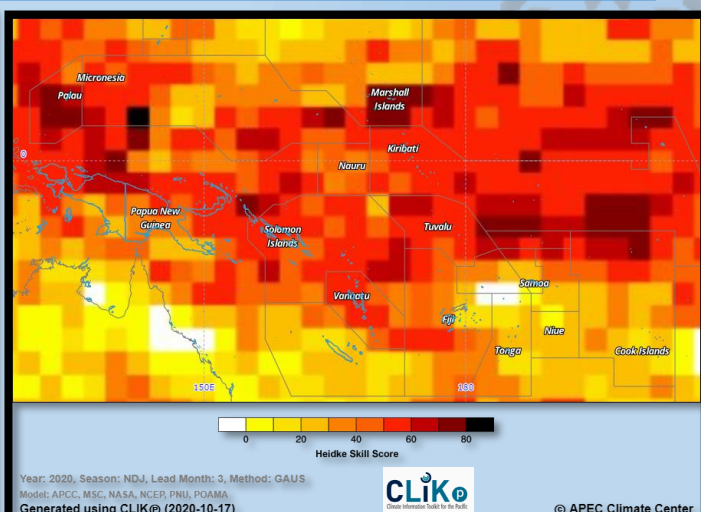 Micronesia
Palau
Marshall
Islands
Kiribati
0
Nauru
Papua New
Guinea
Solomon
Islands
Tuvalu
Samoa
Vanuatu
Fiji
Niue
Tonga
Cook Islands
150E
180
0 20 40 60 80
Heidke Skill Score
Year: 2020, Season: NDJ, Lead Month: 3, Method: GAUS
Model: APCC, MSC, NASA, NCEP, PNU, POAMA
Generated using CLIK℗ (2020-10-17)
CLIK℗
Climate Information Toolkit for the Pacific
© APEC Climate Center